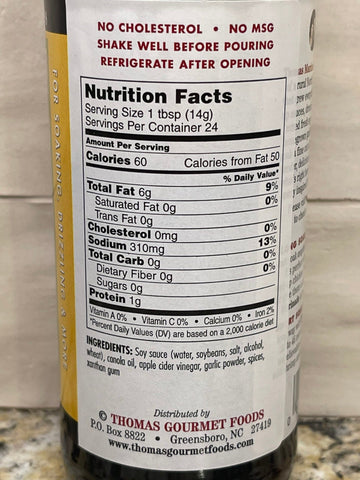 NO CHOLESTEROL • NO MSG
SHAKE WELL BEFORE POURING
REFRIGERATE AFTER OPENING
Nutrition Facts
Serving Size 1 tbsp (14g)
Servings Per Container 24
Amount Per Serving
Calories 60 Calories from Fat 50
% Daily Value*
Total Fat 6g 9%
Saturated Fat 0g 0%
Trans Fat 0g
Cholesterol 0mg 0%
Sodium 310mg 13%
Total Carb 0g 0%
Dietary Fiber 0g 0%
Sugars 0g
Protein 1g
Vitamin A 0% • Vitamin C 0% • Calcium 0% • Iron 2%
*Percent Daily Values (DV) are based on a 2,000 calorie diet
INGREDIENTS: Soy sauce (water, soybeans, salt, alcohol,
wheat), canola oil, apple cider vinegar, garlic powder, spices,
xanthan gum
Distributed by
© THOMAS GOURMET FOODS
P.O. Box 8822 • Greensboro, NC 27419
www.thomasgourmetfoods.com
FOR SOAKING, DRIZZLING & MORE